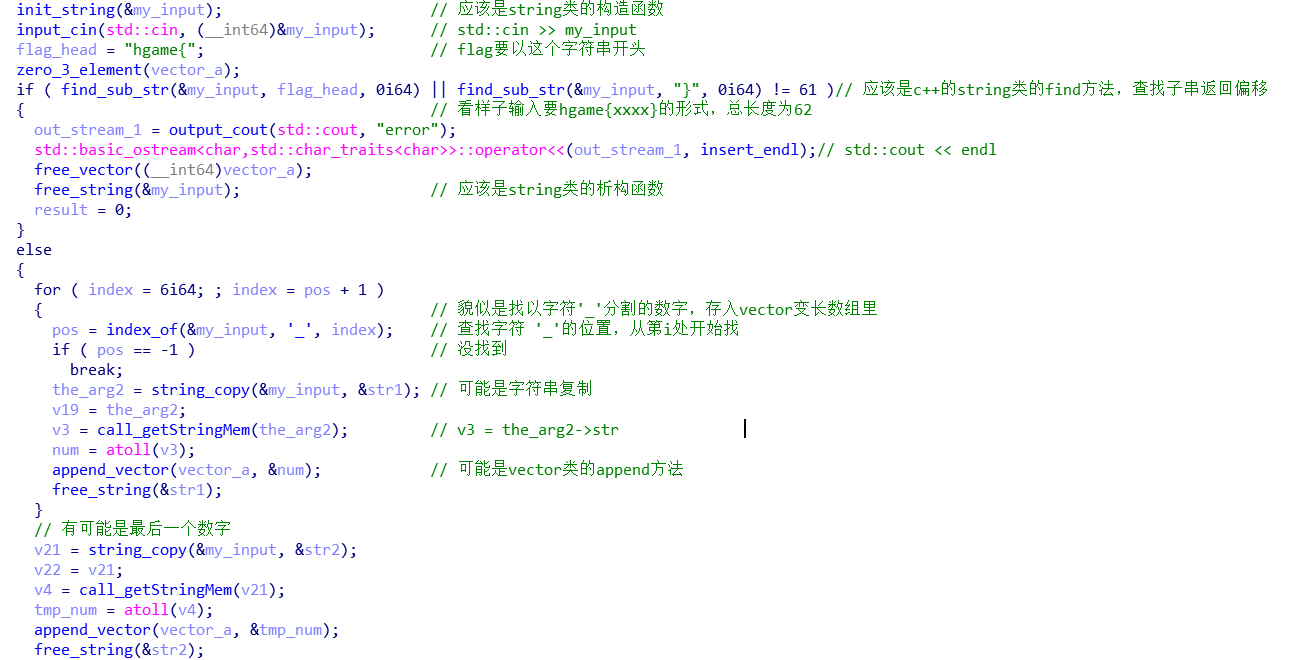 init_string(&my_input); // 应该是string类的构造函数
input_cin(std::cin, (__int64)&my_input); // std::cin >> my_input
flag_head = "hgame{"; // flag要以这个字符串开头
zero_3_element(vector_a);
if ( find_sub_str(&my_input, flag_head, 0i64) || find_sub_str(&my_input, "}", 0i64) != 61 )// 应该是c++的string类的find方法，查找子串返回偏移
{ // 看样子输入要hgame{xxxx}的形式，总长度为62
out_stream_1 = output_cout(std::cout, "error");
std::basic_ostream<char,std::char_traits<char>>::operator<<(out_stream_1, insert_endl);// std::cout << endl
free_vector((__int64)vector_a);
free_string(&my_input); // 应该是string类的析构函数
result = 0;
}
else
{
for ( index = 6i64; ; index = pos + 1 )
{ // 貌似是找以字符'_'分割的数字，存入vector变长数组里
pos = index_of(&my_input, '_', index); // 查找字符 '_'的位置，从第i处开始找
if ( pos == -1 ) // 没找到
break;
the_arg2 = string_copy(&my_input, &str1); // 可能是字符串复制
v19 = the_arg2;
v3 = call_getStringMem(the_arg2); // v3 = the_arg2->str
num = atoll(v3);
append_vector(vector_a, &num); // 可能是vector类的append方法
free_string(&str1);
}
// 有可能是最后一个数字
v21 = string_copy(&my_input, &str2);
v22 = v21;
v4 = call_getStringMem(v21);
tmp_num = atoll(v4);
append_vector(vector_a, &tmp_num);
free_string(&str2);